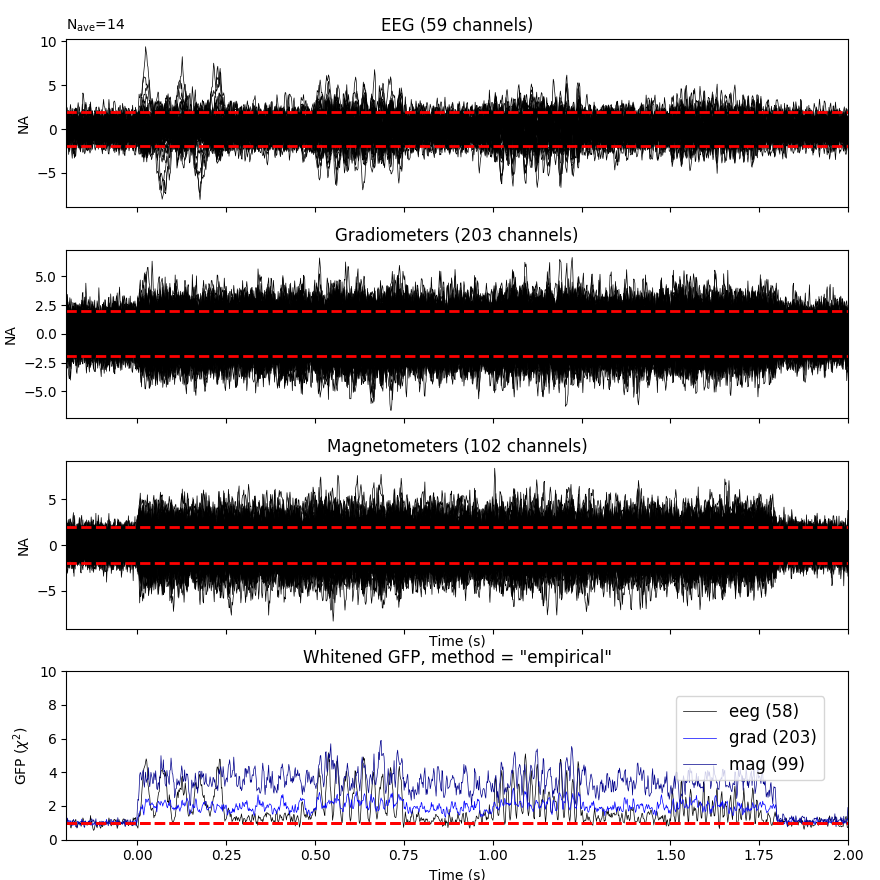 N_ave=14
EEG (59 channels)
10
5
0
−5
NA
Gradiometers (203 channels)
5.0
2.5
0.0
−2.5
−5.0
NA
Magnetometers (102 channels)
5
0
−5
NA
Time (s)
Whitened GFP, method = "empirical"
10
8
6
4
2
0
GFP (χ²)
eeg (58)
grad (203)
mag (99)
0.00 0.25 0.50 0.75 1.00 1.25 1.50 1.75 2.00
Time (s)